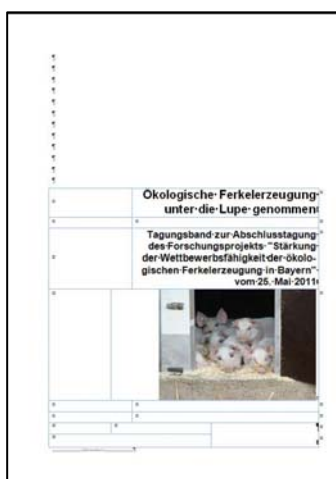 Ökologische Ferkelerzeugung
unter die Lupe genommen
Tagungsband zur Abschlusstagung
des Forschungsprojekts "Stärkung
der Wettbewerbsfähigkeit der ökolo-
gischen Ferkelerzeugung in Bayern"
vom 25. Mai 2011